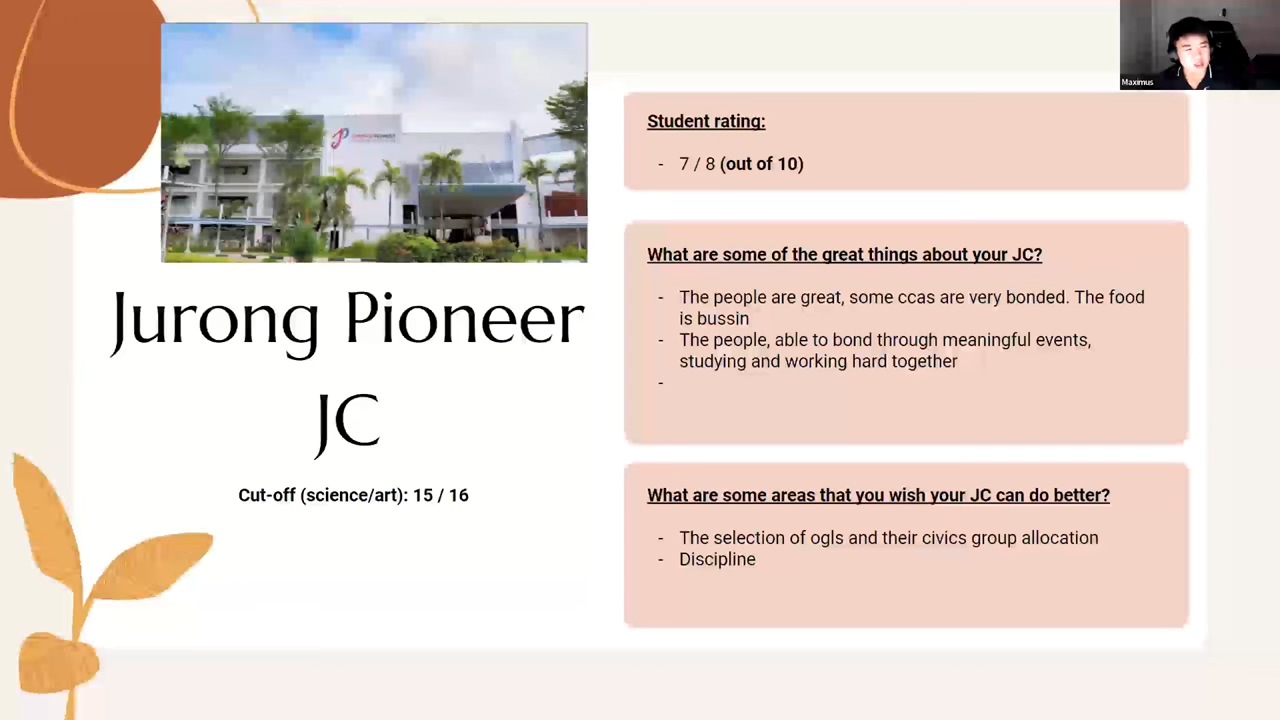 Maximus
Student rating:
- 7 / 8 (out of 10)
What are some of the great things about your JC?
- The people are great, some ccas are very bonded. The food
is bussin
- The people, able to bond through meaningful events,
studying and working hard together
-
Jurong Pioneer
JC
Cut-off (science/art): 15 / 16
What are some areas that you wish your JC can do better?
- The selection of ogls and their civics group allocation
- Discipline